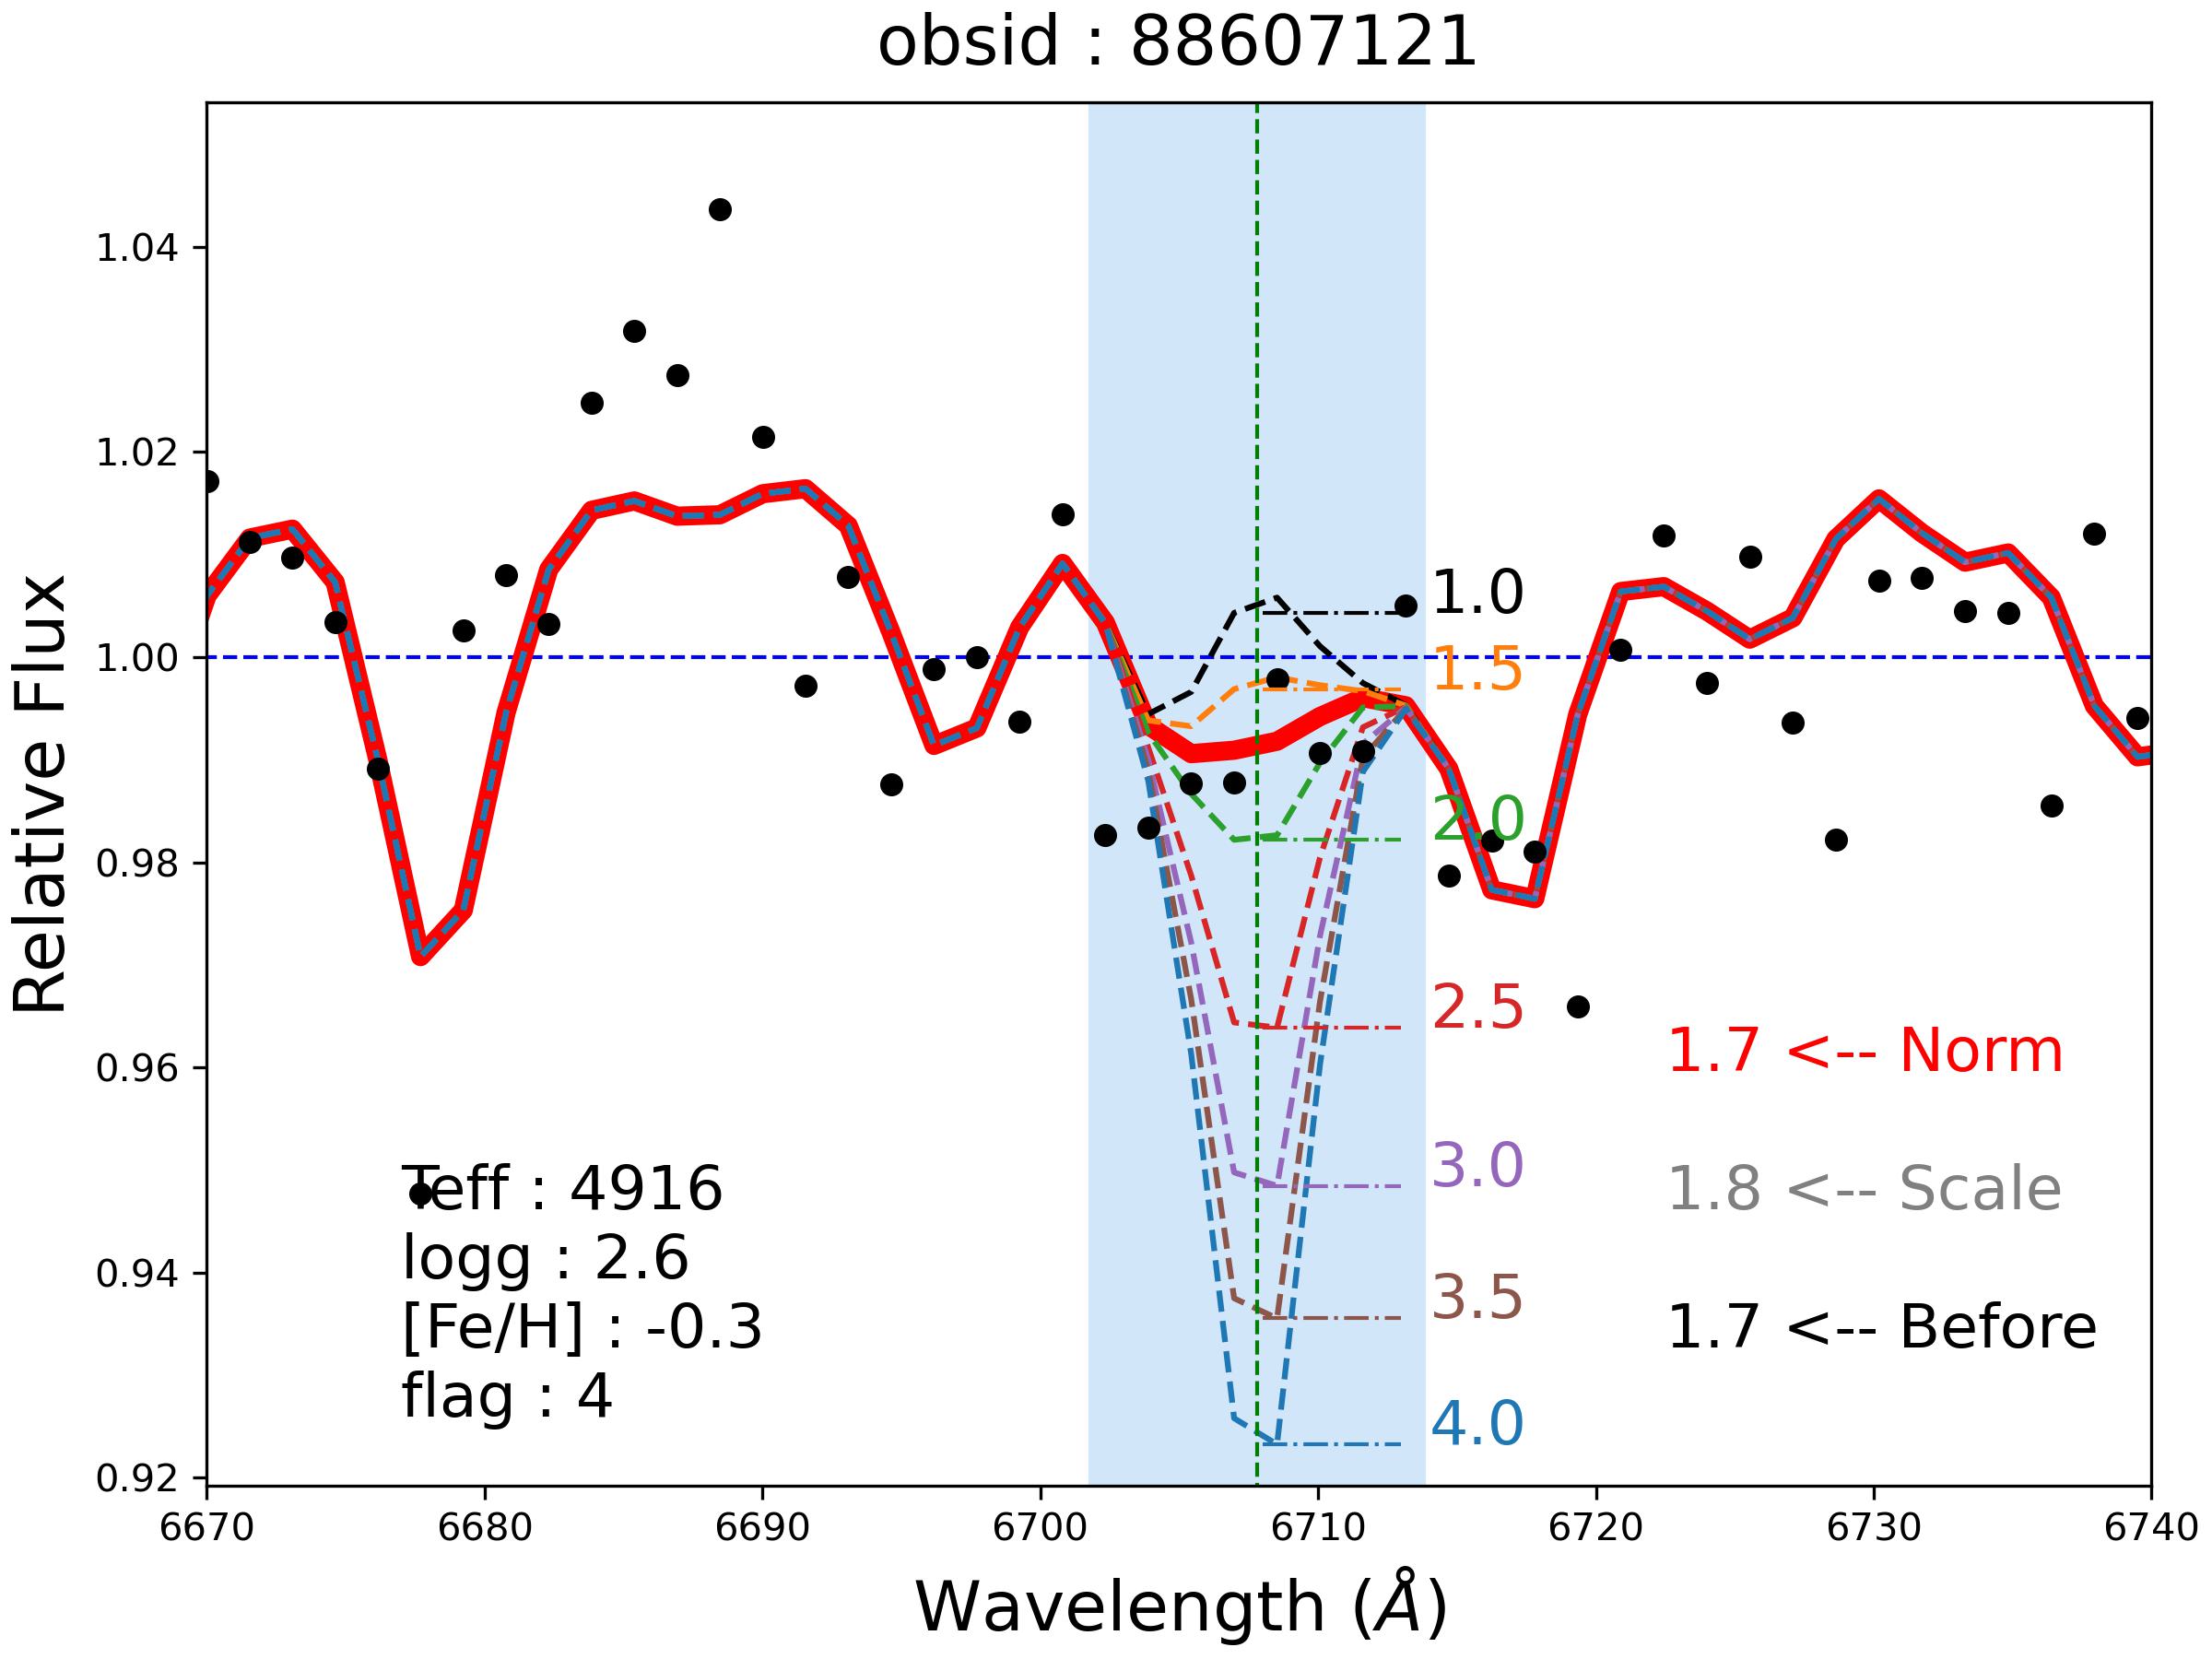 obsid : 88607121
Relative Flux
1.04
1.02
1.00
0.98
0.96
0.94
0.92
1.0
1.5
2.0
2.5
3.0
3.5
4.0
1.7 <-- Norm
1.8 <-- Scale
1.7 <-- Before
Teff : 4916
logg : 2.6
[Fe/H] : -0.3
flag : 4
6670 6680 6690 6700 6710 6720 6730 6740
Wavelength (Å)